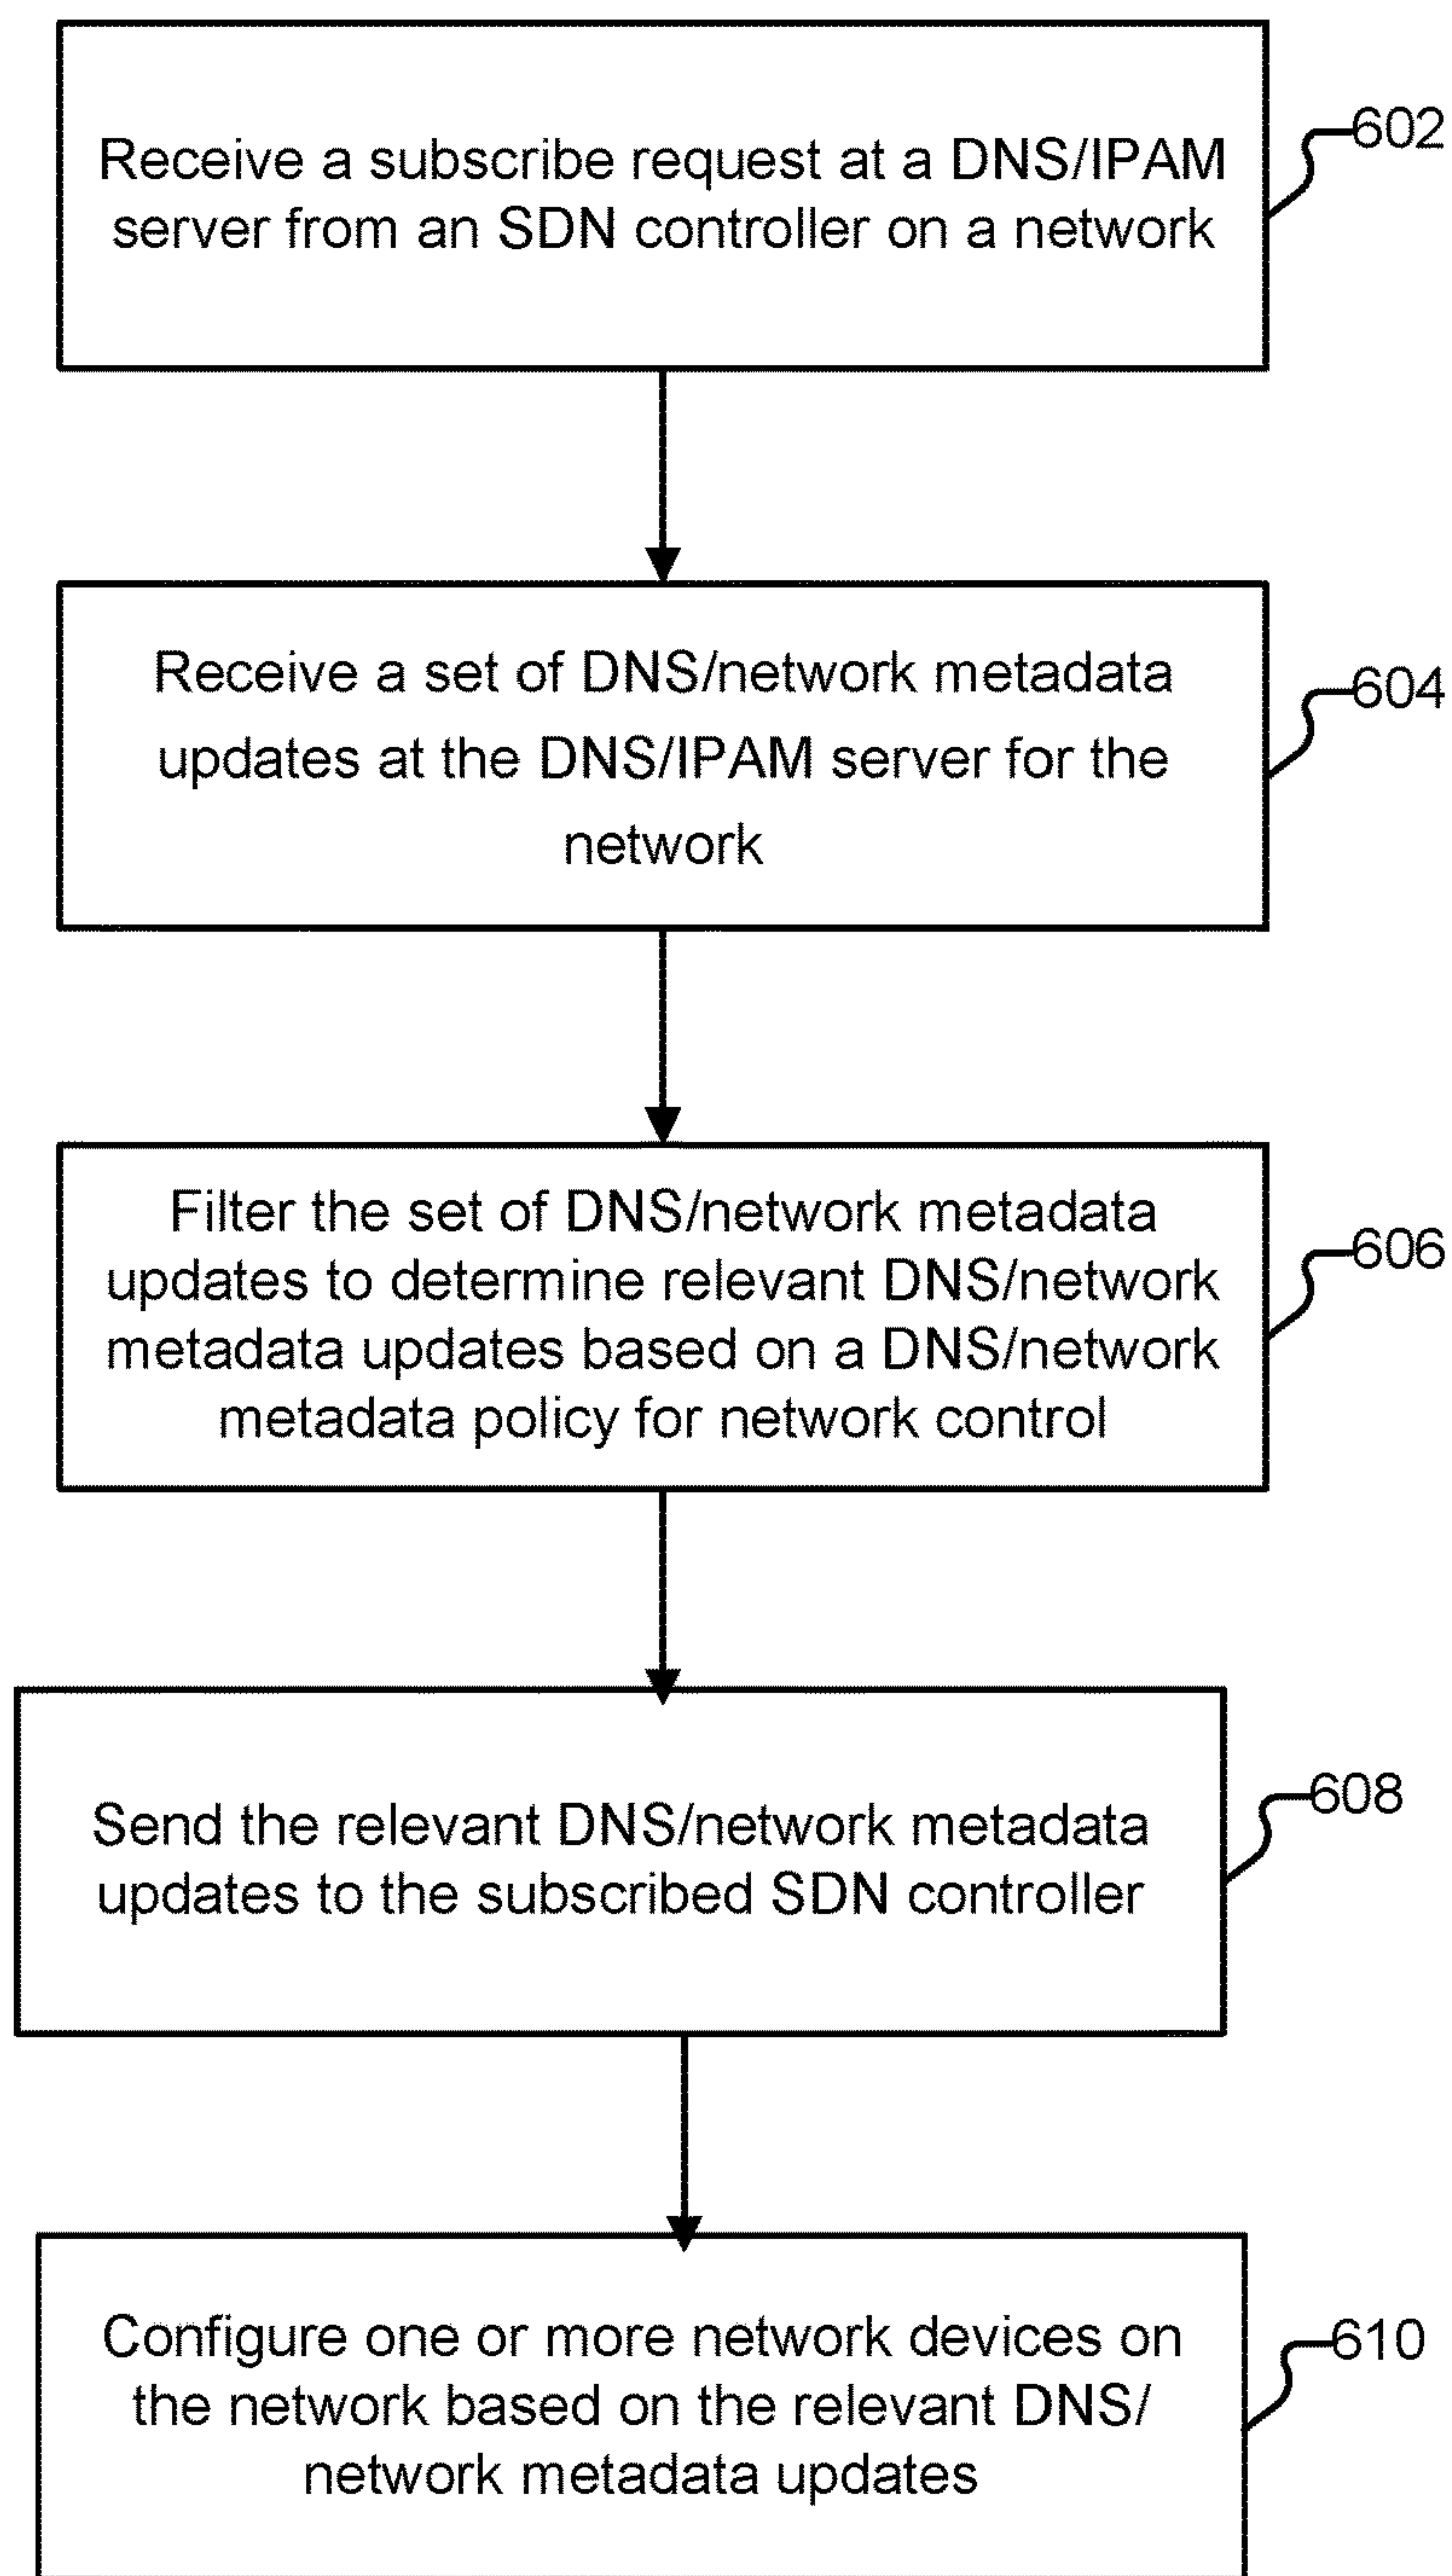 Receive a subscribe request at a DNS/IPAM
server from an SDN controller on a network
602
Receive a set of DNS/network metadata
updates at the DNS/IPAM server for the
network
604
Filter the set of DNS/network metadata
updates to determine relevant DNS/network
metadata updates based on a DNS/network
metadata policy for network control
606
Send the relevant DNS/network metadata
updates to the subscribed SDN controller
608
Configure one or more network devices on
the network based on the relevant DNS/
network metadata updates
610